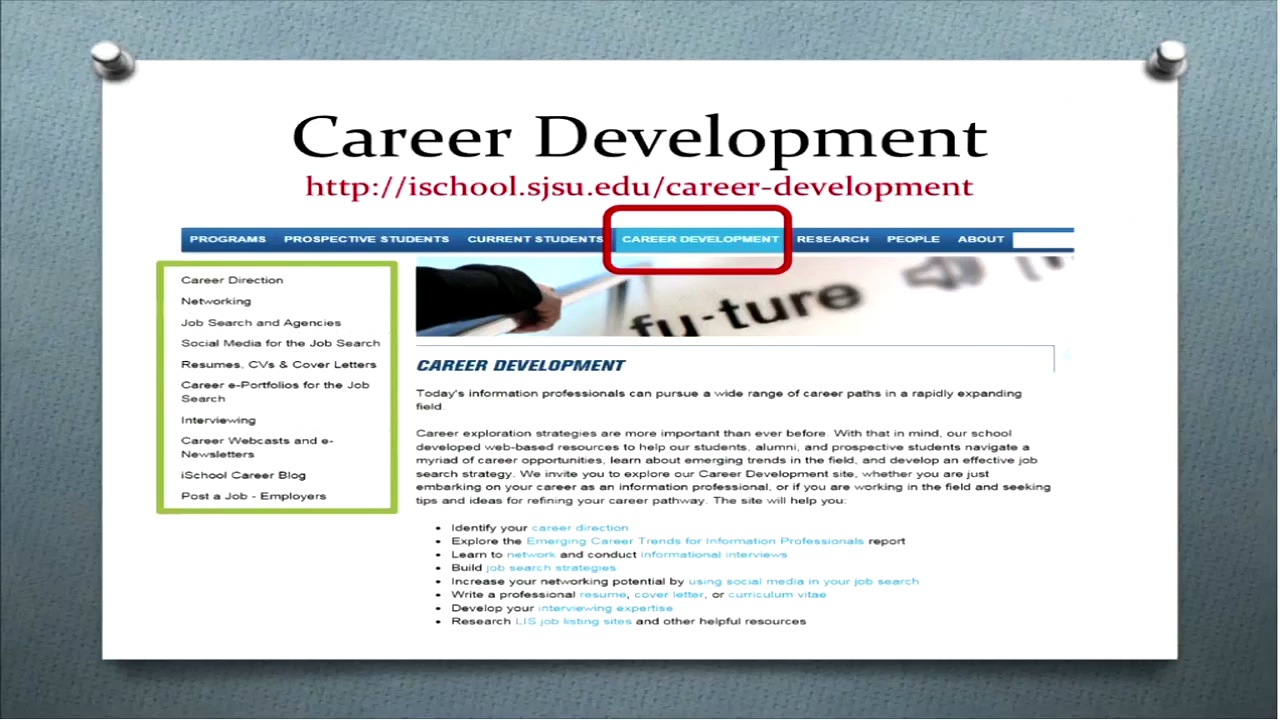 Career Development
http://ischool.sjsu.edu/career-development
PROGRAMS PROSPECTIVE STUDENTS CURRENT STUDENTS CAREER DEVELOPMENT RESEARCH PEOPLE ABOUT
Career Direction
Networking
Job Search and Agencies
Social Media for the Job Search
Resumes, CVs & Cover Letters
Career e-Portfolios for the Job
Search
Interviewing
Career Webcasts and e-
Newsletters
iSchool Career Blog
Post a Job - Employers
fu·ture
CAREER DEVELOPMENT
Today's information professionals can pursue a wide range of career paths in a rapidly expanding
field.
Career exploration strategies are more important than ever before. With that in mind, our school
developed web-based resources to help our students, alumni, and prospective students navigate a
myriad of career opportunities, learn about emerging trends in the field, and develop an effective job
search strategy. We invite you to explore our Career Development site, whether you are just
embarking on your career as an information professional, or if you are working in the field and seeking
tips and ideas for refining your career pathway. The site will help you:
• Identify your career direction
• Explore the Emerging Career Trends for Information Professionals report
• Learn to network and conduct informational interviews
• Build job search strategies
• Increase your networking potential by using social media in your job search
• Write a professional resume, cover letter, or curriculum vitae
• Develop your interviewing expertise
• Research LIS job listing sites and other helpful resources